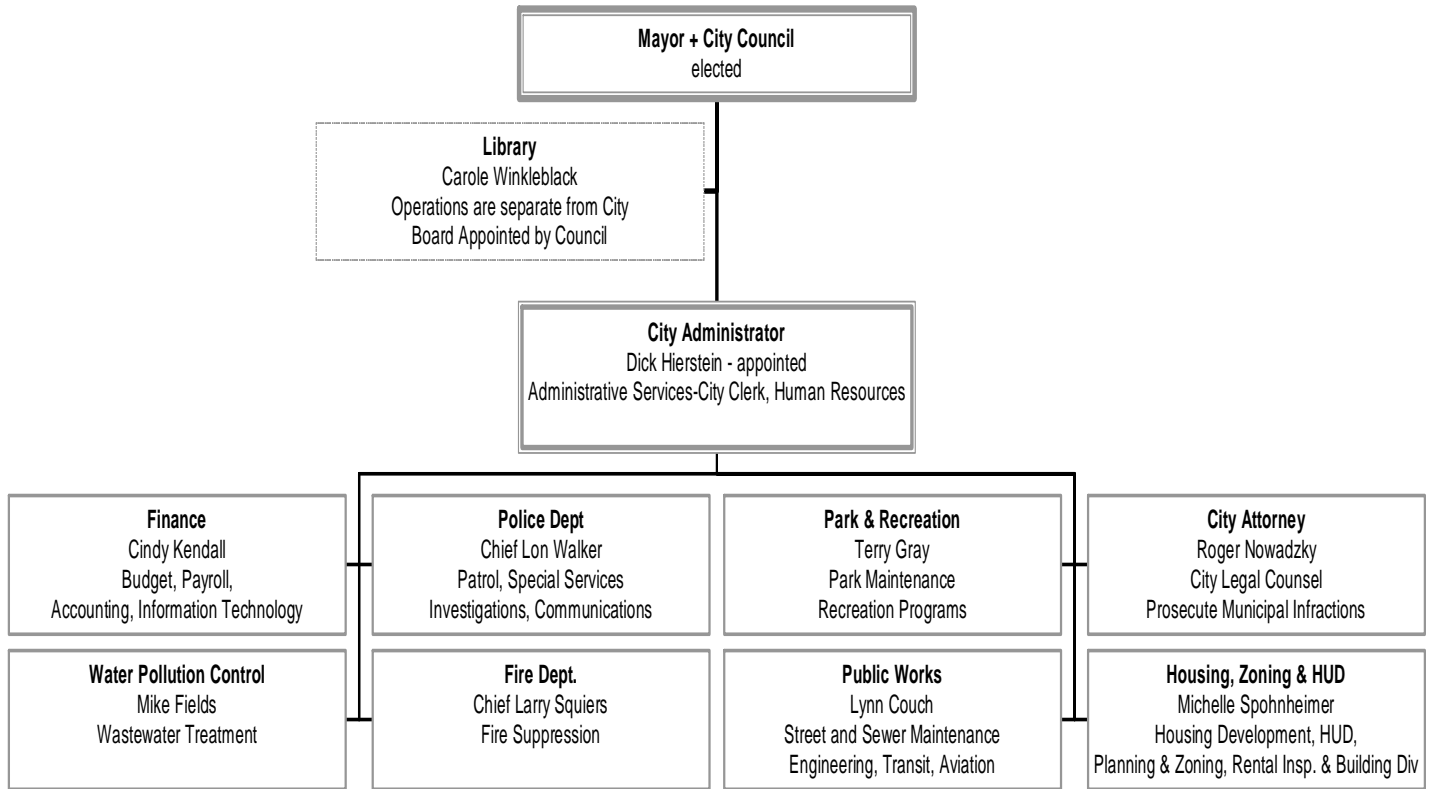 Mayor + City Council
elected
Library
Carole Winkleblack
Operations are separate from City
Board Appointed by Council
City Administrator
Dick Hierstein - appointed
Administrative Services-City Clerk, Human Resources
Finance
Cindy Kendall
Budget, Payroll,
Accounting, Information Technology
Police Dept
Chief Lon Walker
Patrol, Special Services
Investigations, Communications
Park & Recreation
Terry Gray
Park Maintenance
Recreation Programs
City Attorney
Roger Nowadzky
City Legal Counsel
Prosecute Municipal Infractions
Water Pollution Control
Mike Fields
Wastewater Treatment
Fire Dept.
Chief Larry Squiers
Fire Suppression
Public Works
Lynn Couch
Street and Sewer Maintenance
Engineering, Transit, Aviation
Housing, Zoning & HUD
Michelle Spohnheimer
Housing Development, HUD,
Planning & Zoning, Rental Insp. & Building Div